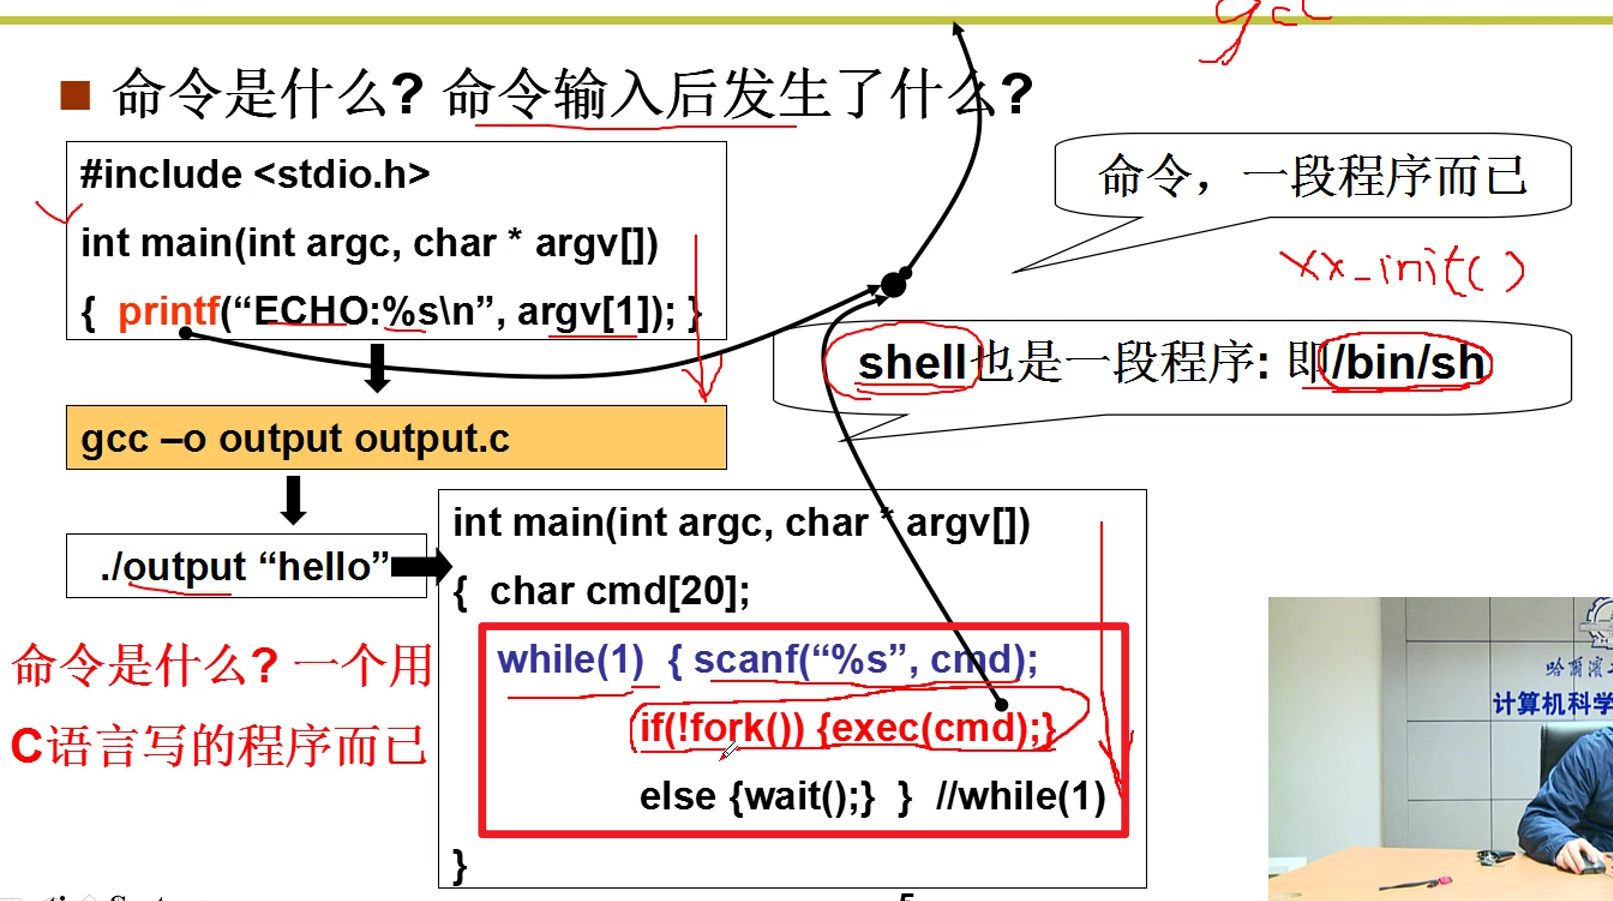 gcc
命令是什么? 命令输入后发生了什么?
#include <stdio.h>
int main(int argc, char * argv[])
{ printf(“ECHO:%s\n”, argv[1]); }
命令，一段程序而已
xx_init()
shell也是一段程序: 即/bin/sh
gcc –o output output.c
./output “hello”
int main(int argc, char * argv[])
{ char cmd[20];
while(1) { scanf(“%s”, cmd);
if(!fork()) {exec(cmd);}
else {wait();} } //while(1)
}
命令是什么? 一个用
C语言写的程序而已
哈爾濱
计算机科学